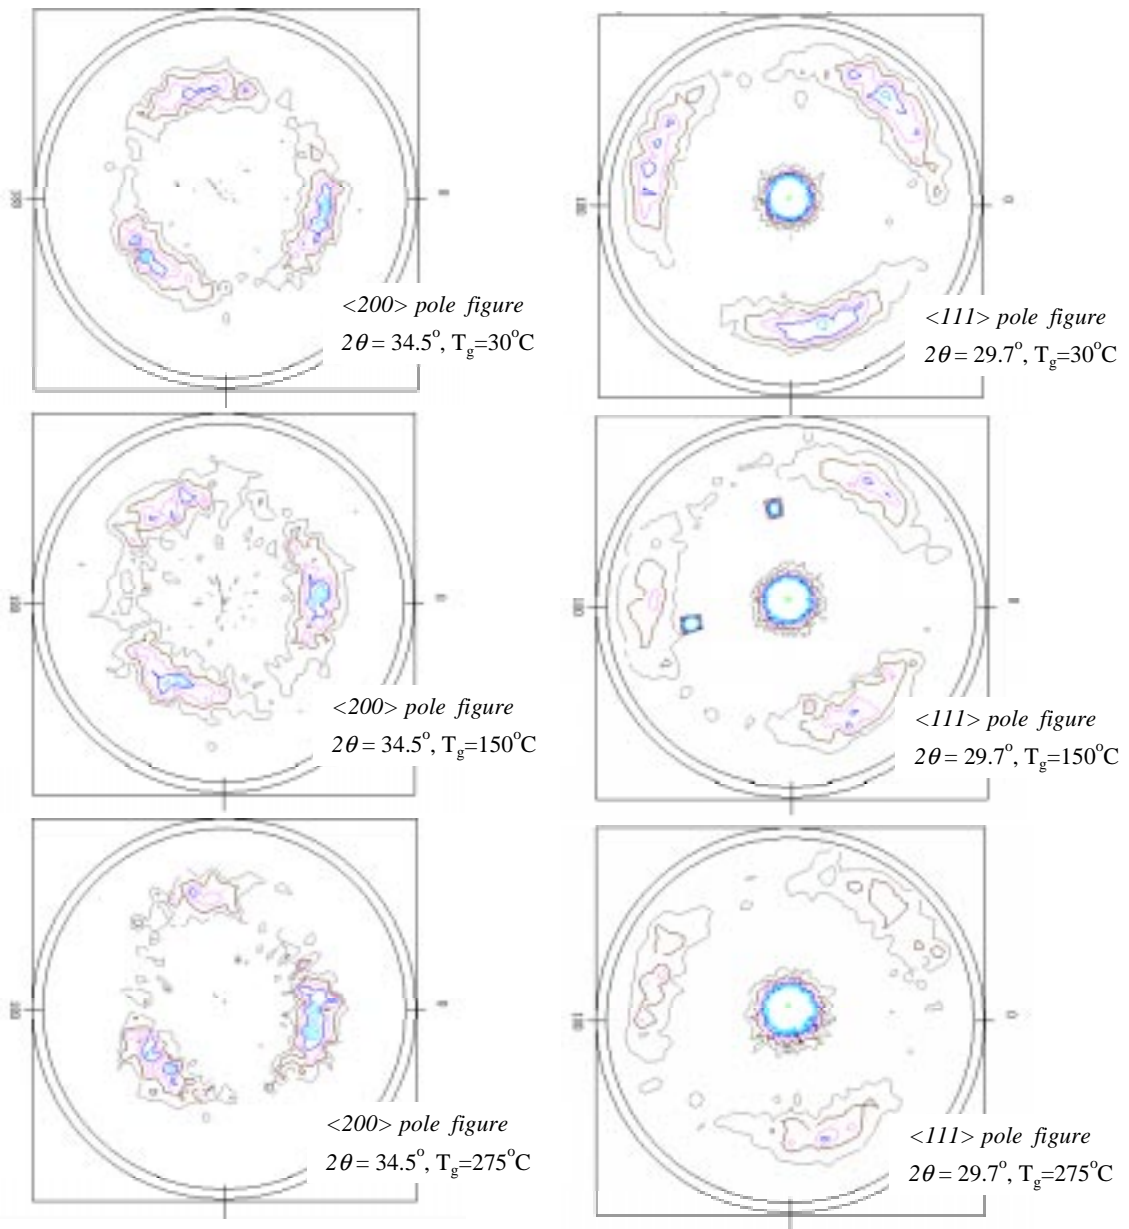 <200> pole figure
2θ = 34.5°, Tg=30°C
<111> pole figure
2θ = 29.7°, Tg=30°C
<200> pole figure
2θ = 34.5°, Tg=150°C
<111> pole figure
2θ = 29.7°, Tg=150°C
<200> pole figure
2θ = 34.5°, Tg=275°C
<111> pole figure
2θ = 29.7°, Tg=275°C